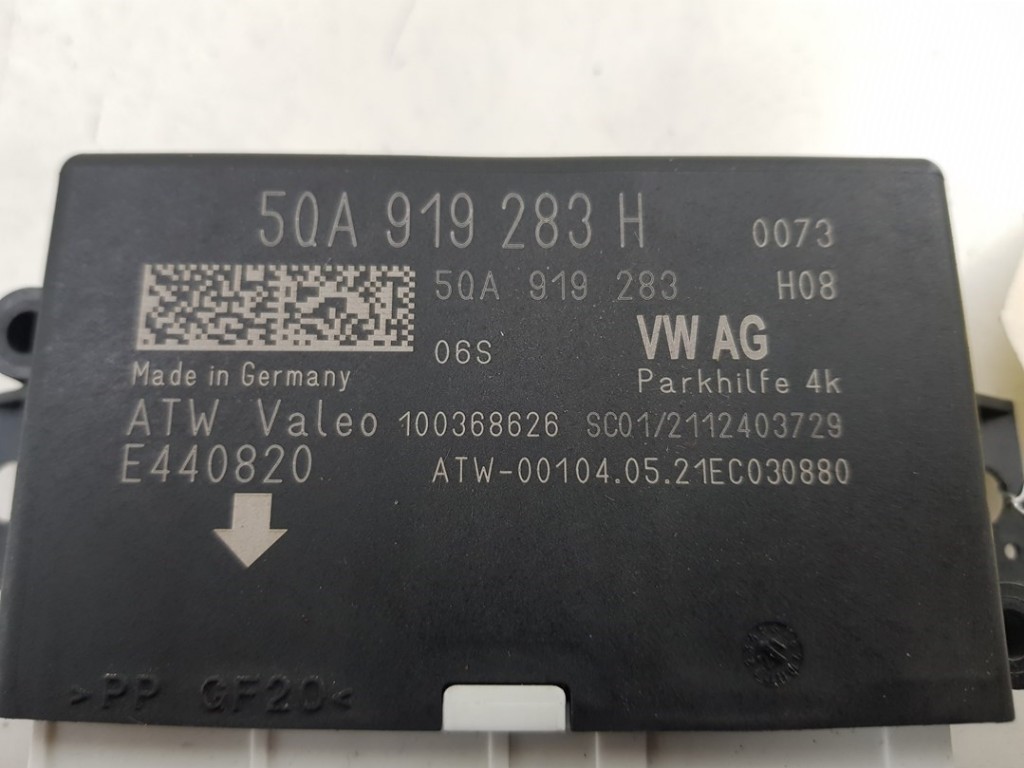 5QA 919 283 H 0073
5QA 919 283 H08
06S VW AG
Made in Germany Parkhilfe 4k
ATW Valeo 100368626 SC01/2112403729
E440820 ATW-00104.05.21EC030880
>PP GF20<